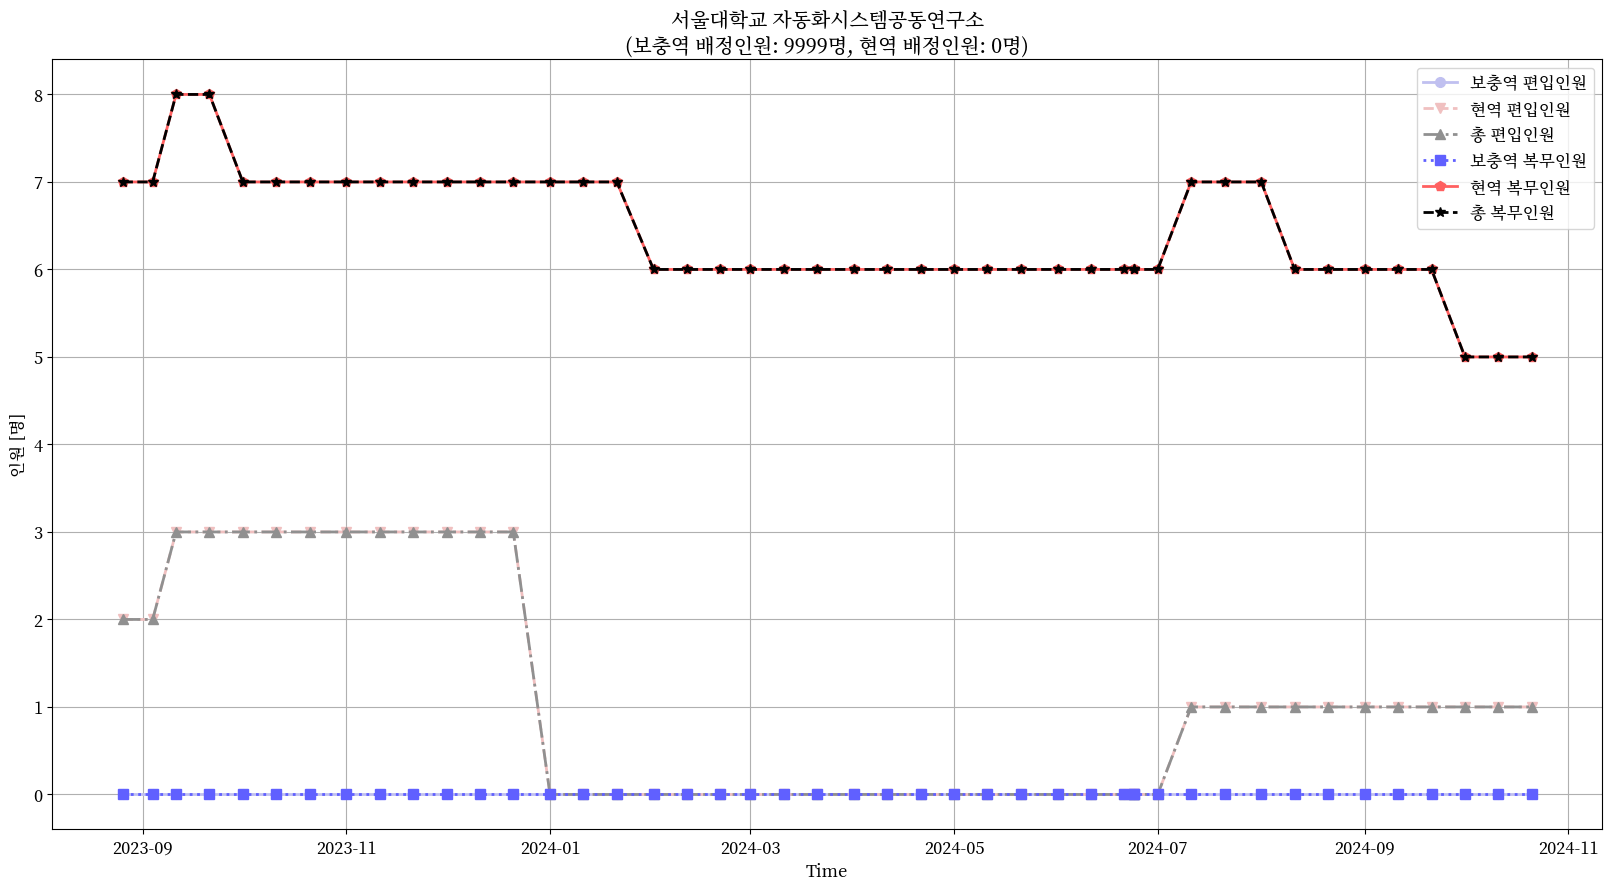 서울대학교 자동화시스템공동연구소
(보충역 배정인원: 9999명, 현역 배정인원: 0명)
보충역 편입인원
현역 편입인원
총 편입인원
보충역 복무인원
현역 복무인원
총 복무인원
인원 [명]
8
7
6
5
4
3
2
1
0
2023-09
2023-11
2024-01
2024-03
2024-05
2024-07
2024-09
2024-11
Time